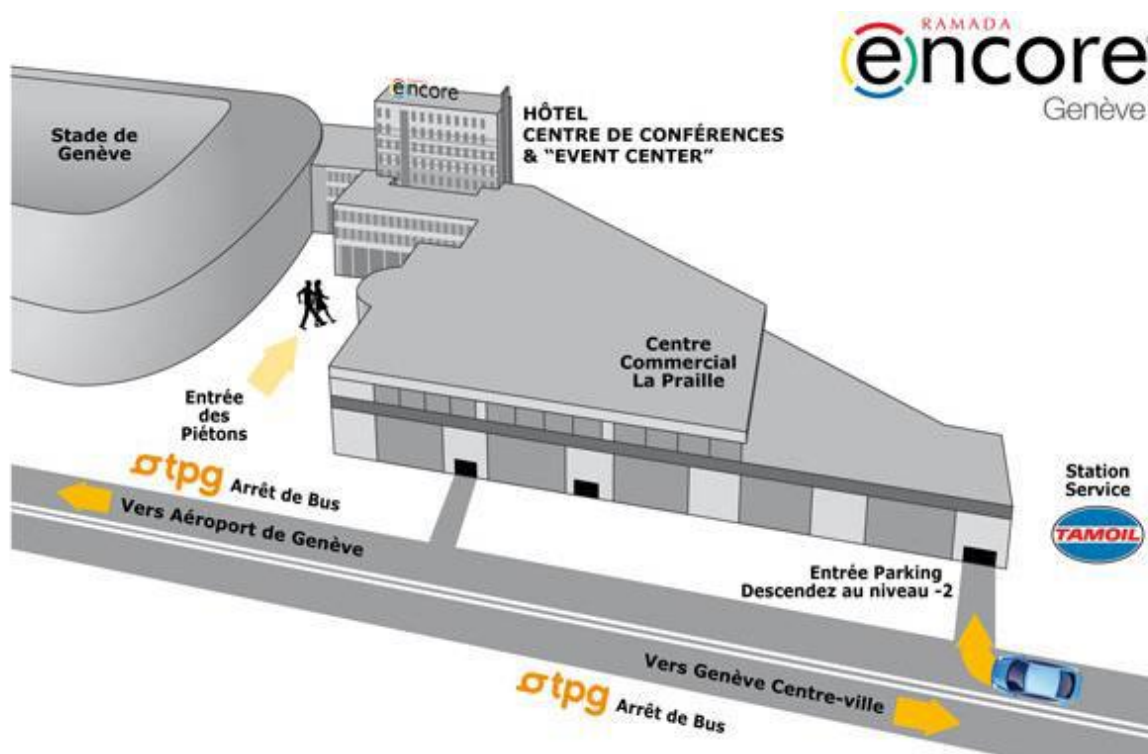 RAMADA
encore
Genève
encore
HÔTEL
CENTRE DE CONFÉRENCES
& "EVENT CENTER"
Stade de
Genève
Centre
Commercial
La Praille
Entrée
des
Piétons
tpg Arrêt de Bus
Vers Aéroport de Genève
Station
Service
TAMOIL
Entrée Parking
Descendez au niveau -2
Vers Genève Centre-ville
tpg Arrêt de Bus